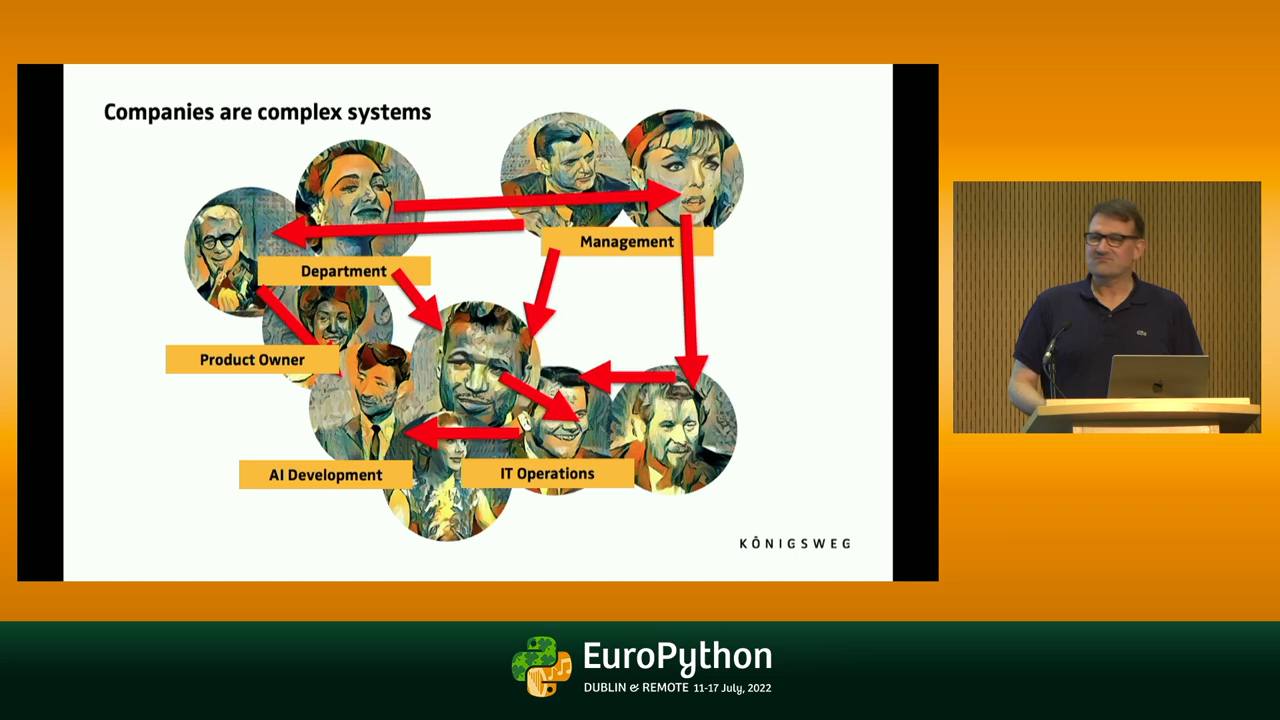 Companies are complex systems
Management
Department
Product Owner
AI Development
IT Operations
KÖNIGSWEG
EuroPython
DUBLIN & REMOTE 11-17 July, 2022